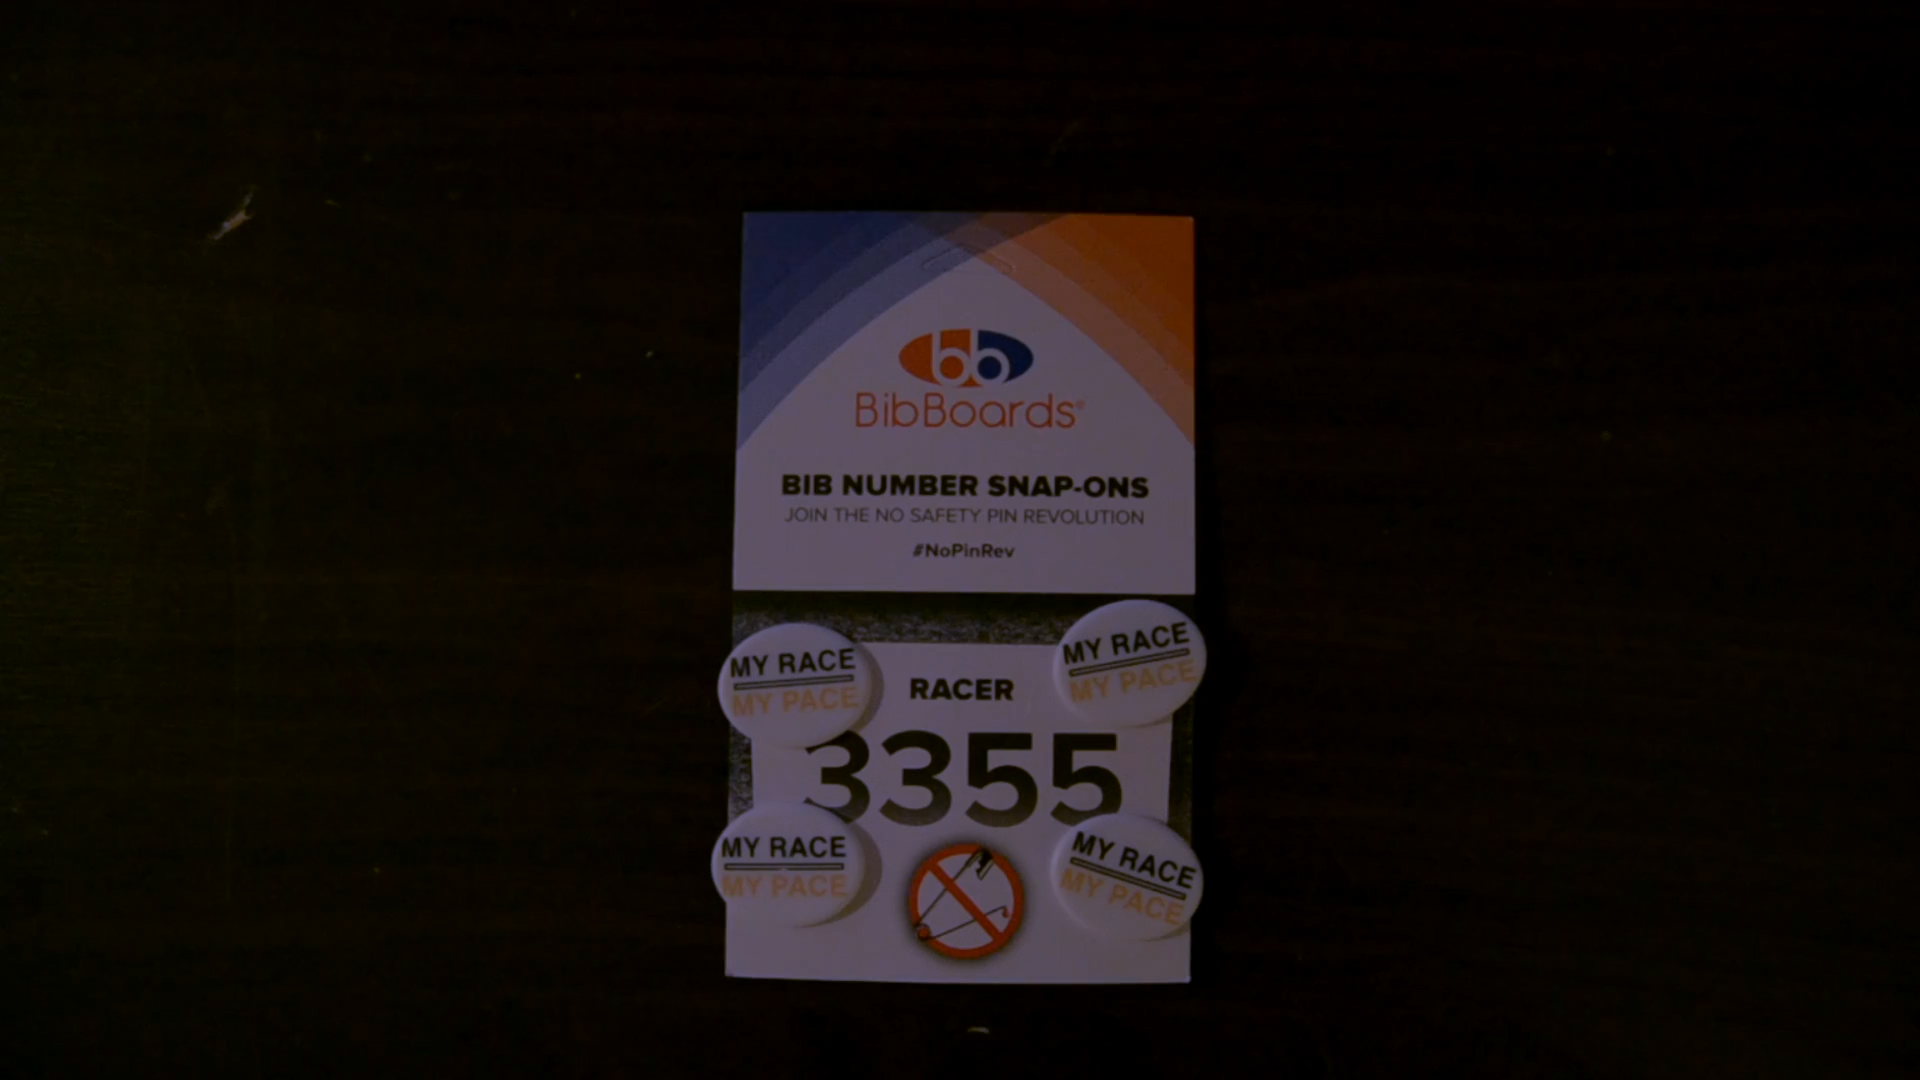 bb
BibBoards®
BIB NUMBER SNAP-ONS
JOIN THE NO SAFETY PIN REVOLUTION
#NoPinRev
MY RACE
MY PACE
MY RACE
MY PACE
RACER
3355
MY RACE
MY PACE
MY RACE
MY PACE